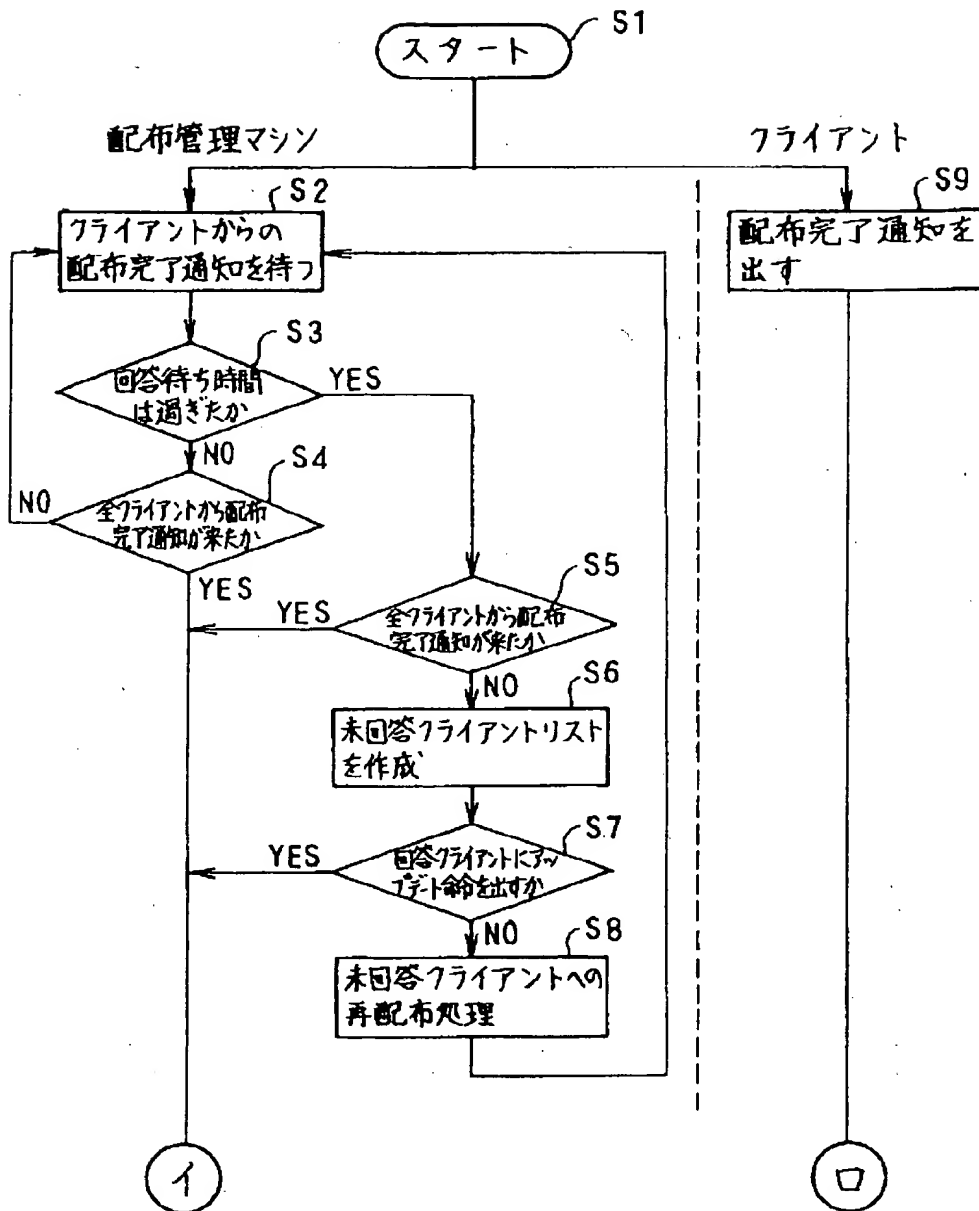 スタート
S1
配布管理マシン
クライアント
S2
クライアントからの
配布完了通知を待つ
S9
配布完了通知を
出す
S3
回答待ち時間
は過ぎたか
YES
NO
S4
全クライアントから配布
完了通知が来たか
NO
YES
S5
全クライアントから配布
完了通知が来たか
YES
NO
S6
未回答クライアントリスト
を作成
S7
回答クライアントにアッ
プデート命令を出すか
YES
NO
S8
未回答クライアントへの
再配布処理
イ
ロ